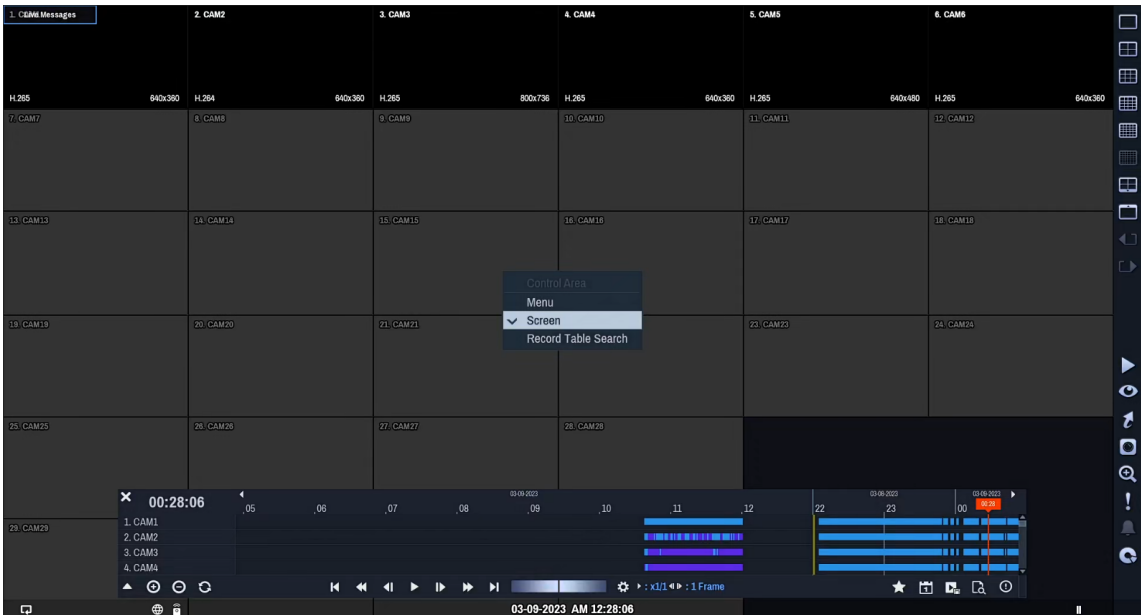 Live Messages
1. CAM1
2. CAM2
3. CAM3
4. CAM4
5. CAM5
6. CAM6
H.265 640x360
H.264 640x360
H.265 800x736
H.265 640x360
H.265 640x480
H.265 640x360
7. CAM7
8. CAM8
9. CAM9
10. CAM10
11. CAM11
12. CAM12
13. CAM13
14. CAM14
15. CAM15
16. CAM16
17. CAM17
18. CAM18
Control Area
Menu
Screen
Record Table Search
19. CAM19
20. CAM20
21. CAM21
23. CAM23
24. CAM24
25. CAM25
26. CAM26
27. CAM27
28. CAM28
29. CAM29
00:28:06
03-09-2023
03-08-2023
03-09-2023
00:28
05 06 07 08 09 10 11 12 22 23 00
1. CAM1
2. CAM2
3. CAM3
4. CAM4
: x1/1 : 1 Frame
03-09-2023 AM 12:28:06